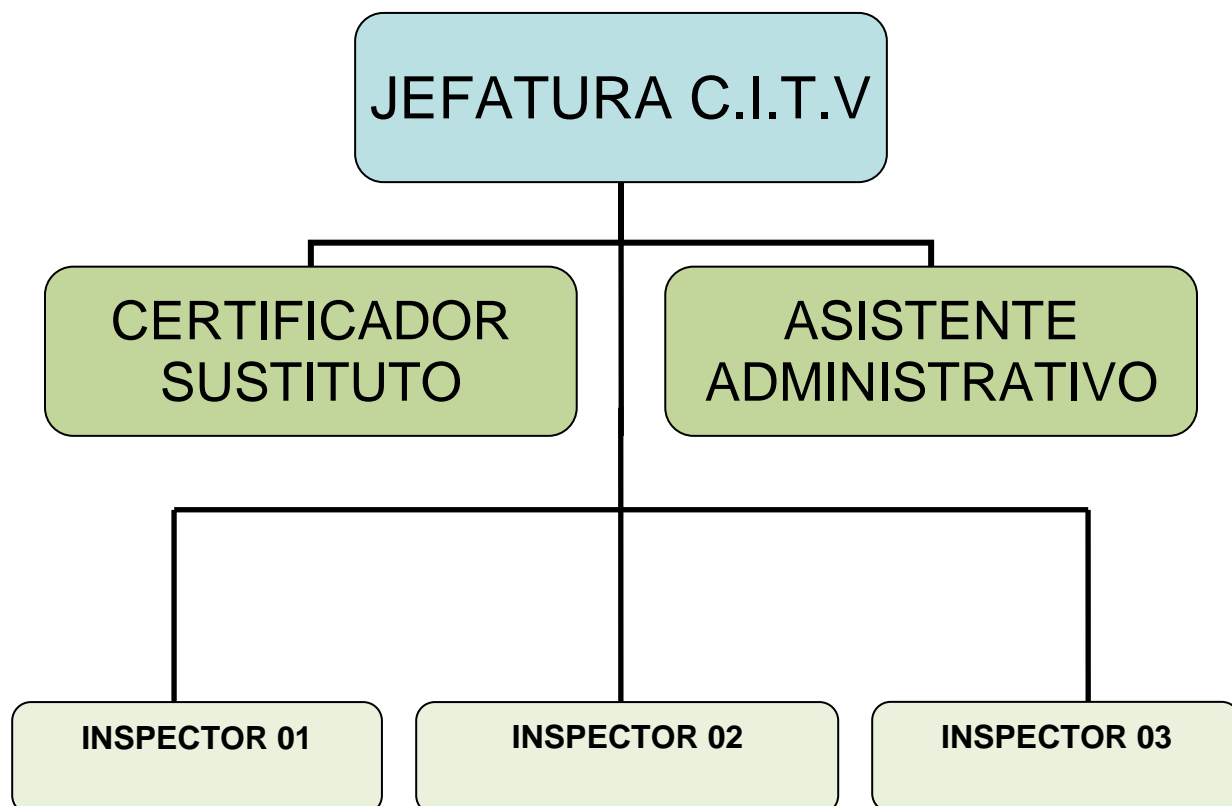 JEFATURA C.I.T.V
CERTIFICADOR
SUSTITUTO
ASISTENTE
ADMINISTRATIVO
INSPECTOR 01
INSPECTOR 02
INSPECTOR 03